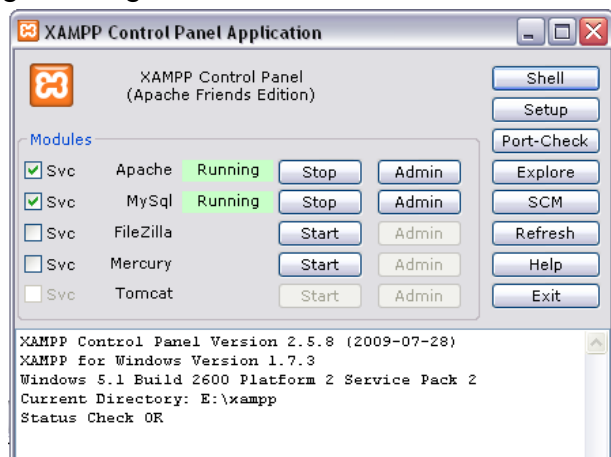 XAMPP Control Panel Application
XAMPP Control Panel
(Apache Friends Edition)
Shell
Setup
Port-Check
Modules
Svc Apache Running Stop Admin Explore
Svc MySql Running Stop Admin SCM
Svc FileZilla Start Admin Refresh
Svc Mercury Start Admin Help
Svc Tomcat Start Admin Exit
XAMPP Control Panel Version 2.5.8 (2009-07-28)
XAMPP for Windows Version 1.7.3
Windows 5.1 Build 2600 Platform 2 Service Pack 2
Current Directory: E:\xampp
Status Check OK